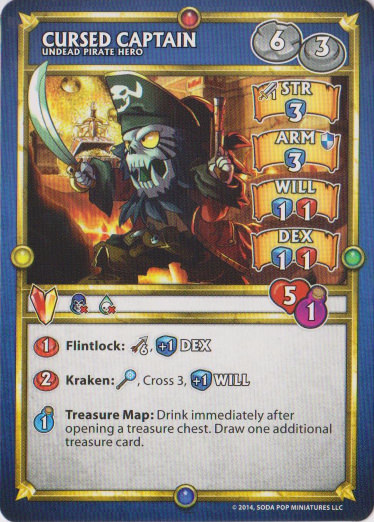 CURSED CAPTAIN
UNDEAD PIRATE HERO
6 3
STR
3
ARM
3
WILL
1 1
DEX
1 1
5
1
1 Flintlock: 6, +1 DEX
2 Kraken: , Cross 3, +1 WILL
1 Treasure Map: Drink immediately after
opening a treasure chest. Draw one additional
treasure card.
© 2014, SODA POP MINIATURES LLC